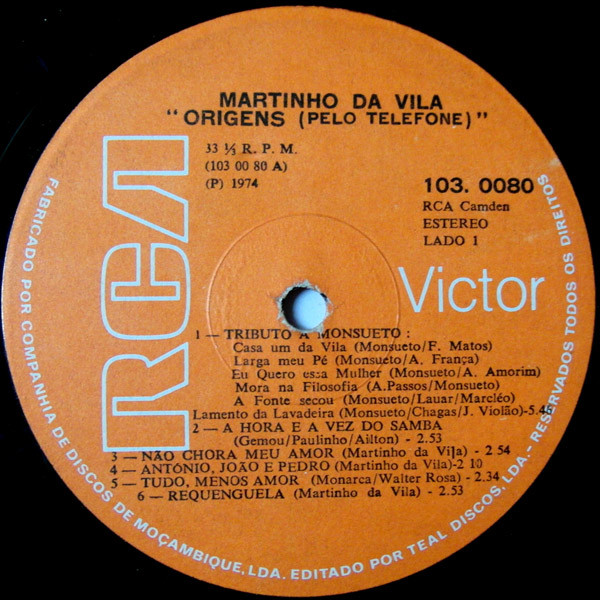 MARTINHO DA VILA
"ORIGENS (PELO TELEFONE)"
33 ⅓ R. P. M.
(103 00 80 A)
(P) 1974
103. 0080
RCA Camden
ESTEREO
LADO 1
RCA
Victor
1 — TRIBUTO A MONSUETO :
Casa um da Vila (Monsueto/F. Matos)
Larga meu Pé (Monsueto/A. França)
Eu Quero essa Mulher (Monsueto/A. Amorim)
Mora na Filosofia (A.Passos/Monsueto)
A Fonte secou (Monsueto/Lauar/Marcléo)
Lamento da Lavadeira (Monsueto/Chagas/J. Violão)-5.46
2 — A HORA E A VEZ DO SAMBA
(Gemou/Paulinho/Ailton) - 2.53
3 — NÃO CHORA MEU AMOR (Martinho da Vila) - 2 54
4 — ANTÓNIO, JOÃO E PEDRO (Martinho da Vila)-2 10
5 — TUDO, MENOS AMOR (Monarca/Walter Rosa) - 2.34
6 — REQUENGUELA (Martinho da Vila) - 2.53
FABRICADO POR COMPANHIA DE DISCOS DE MOÇAMBIQUE, LDA. EDITADO POR TEAL DISCOS, LDA. - RESERVADOS TODOS OS DIREITOS